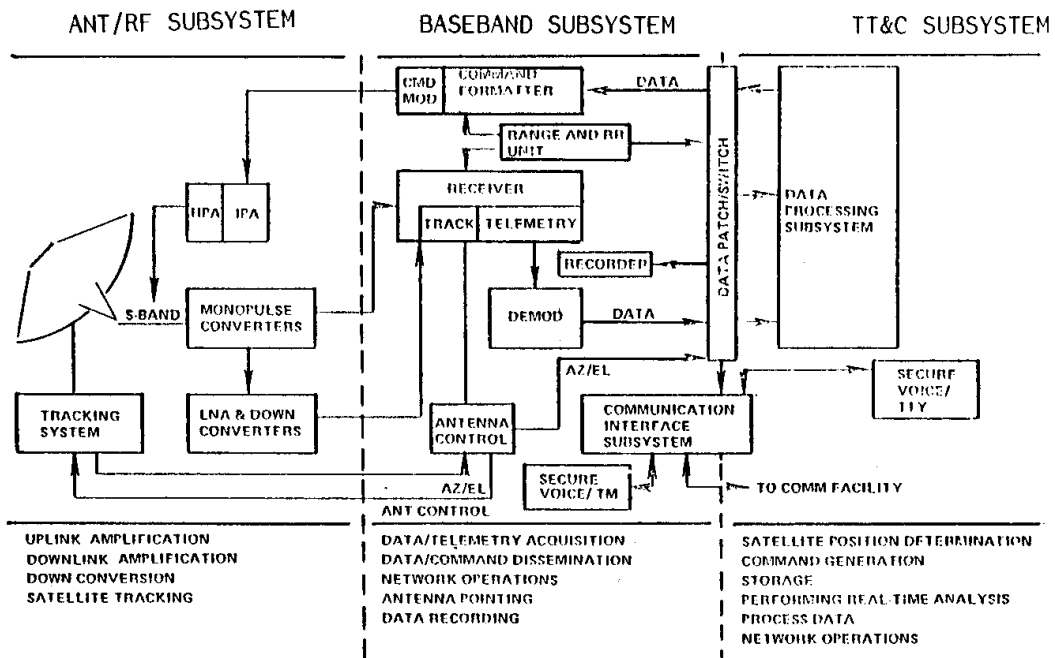 ANT/RF SUBSYSTEM
BASEBAND SUBSYSTEM
TT&C SUBSYSTEM
CMD
MOD
COMMAND
FORMATTER
DATA
RANGE AND RR
UNIT
RECEIVER
TRACK
TELEMETRY
HPA
IPA
DATA PATCH/SWITCH
DATA
PROCESSING
SUBSYSTEM
RECORDER
S-BAND
MONOPULSE
CONVERTERS
DEMOD
DATA
AZ/EL
TRACKING
SYSTEM
LNA & DOWN
CONVERTERS
ANTENNA
CONTROL
COMMUNICATION
INTERFACE
SUBSYSTEM
SECURE
VOICE/
TTY
AZ/EL
SECURE
VOICE/TM
TO COMM FACILITY
ANT CONTROL
UPLINK AMPLIFICATION
DOWNLINK AMPLIFICATION
DOWN CONVERSION
SATELLITE TRACKING
DATA/TELEMETRY ACQUISITION
DATA/COMMAND DISSEMINATION
NETWORK OPERATIONS
ANTENNA POINTING
DATA RECORDING
SATELLITE POSITION DETERMINATION
COMMAND GENERATION
STORAGE
PERFORMING REAL-TIME ANALYSIS
PROCESS DATA
NETWORK OPERATIONS